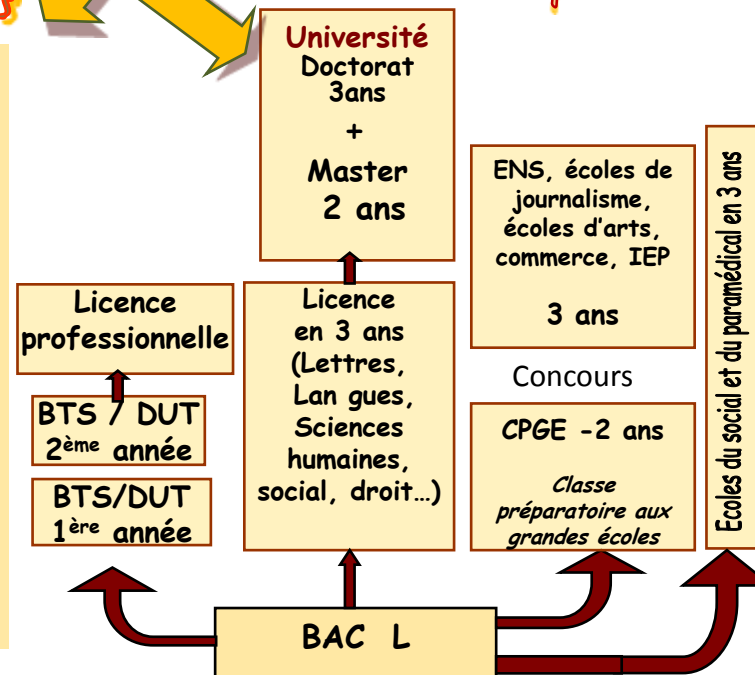 Université
Doctorat
3ans
+
Master
2 ans
ENS, écoles de
journalisme,
écoles d’arts,
commerce, IEP
3 ans
Ecoles du social et du paramédical en 3 ans
Licence
professionnelle
Licence
en 3 ans
(Lettres,
Lan gues,
Sciences
humaines,
social, droit…)
Concours
BTS / DUT
2ème année
CPGE -2 ans
Classe
préparatoire aux
grandes écoles
BTS/DUT
1ère année
BAC L